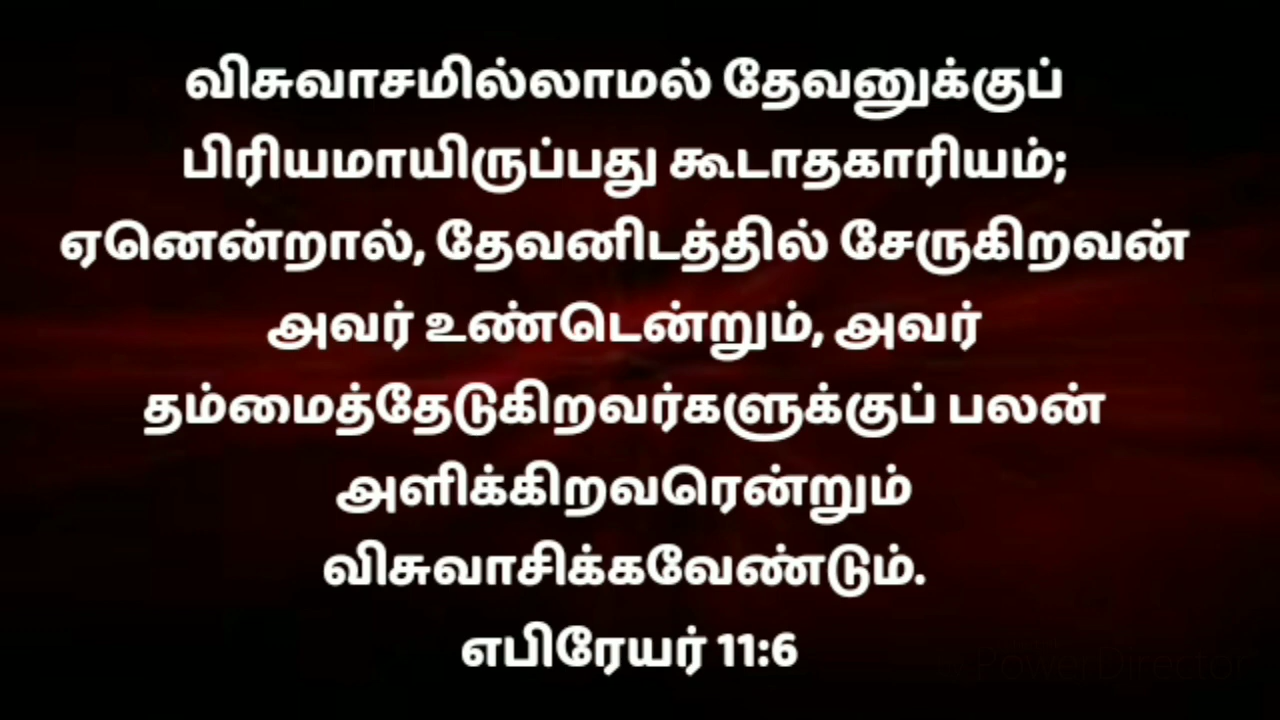 விசுவாசமில்லாமல் தேவனுக்குப்
பிரியமாயிருப்பது கூடாதகாரியம்;
ஏனென்றால், தேவனிடத்தில் சேருகிறவன்
அவர் உண்டென்றும், அவர்
தம்மைத்தேடுகிறவர்களுக்குப் பலன்
அளிக்கிறவரென்றும்
விசுவாசிக்கவேண்டும்.
எபிரேயர் 11:6
PowerDirector